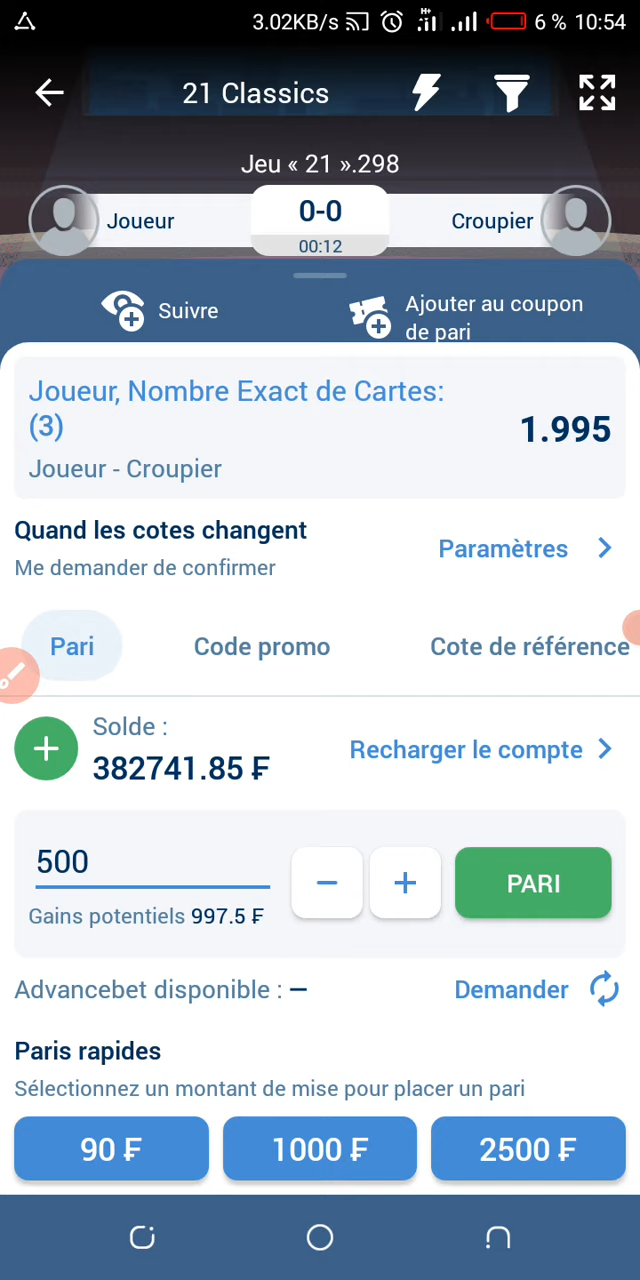 3.02KB/s H+ 6 % 10:54
21 Classics
Jeu « 21 ».298
Joueur 0-0 Croupier
00:12
Suivre
Ajouter au coupon
de pari
Joueur, Nombre Exact de Cartes:
(3)
1.995
Joueur - Croupier
Quand les cotes changent
Me demander de confirmer
Paramètres
Pari Code promo Cote de référence
Solde :
382741.85 ₣
Recharger le compte
500
− + PARI
Gains potentiels 997.5 ₣
Advancebet disponible : — Demander
Paris rapides
Sélectionnez un montant de mise pour placer un pari
90 ₣ 1000 ₣ 2500 ₣